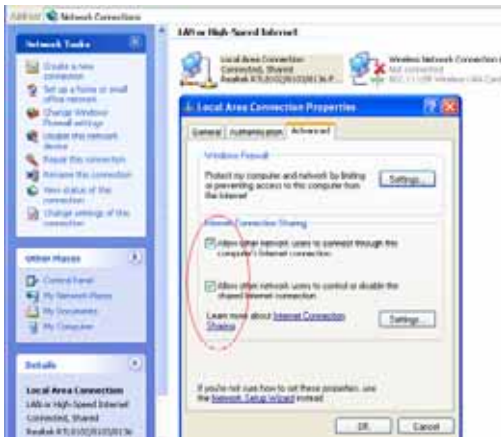 Address Network Connections
Network Tasks
Create a new
connection
Set up a home or small
office network
Change Windows
Firewall settings
Disable this network
device
Repair this connection
Rename this connection
View status of this
connection
Change settings of this
connection
Other Places
Control Panel
My Network Places
My Documents
My Computer
Details
Local Area Connection
LAN or High-Speed Internet
Connected, Shared
LAN or High-Speed Internet
Local Area Connection
Connected, Shared
Wireless Network Connection
Not connected
Local Area Connection Properties
General Authentication Advanced
Windows Firewall
Protect my computer and network by limiting
or preventing access to this computer from
the Internet
Settings...
Internet Connection Sharing
Allow other network users to connect through this
computer's Internet connection
Allow other network users to control or disable the
shared Internet connection
Learn more about Internet Connection
Sharing
Settings...
If you're not sure how to set these properties, use
the Network Setup Wizard instead
OK Cancel